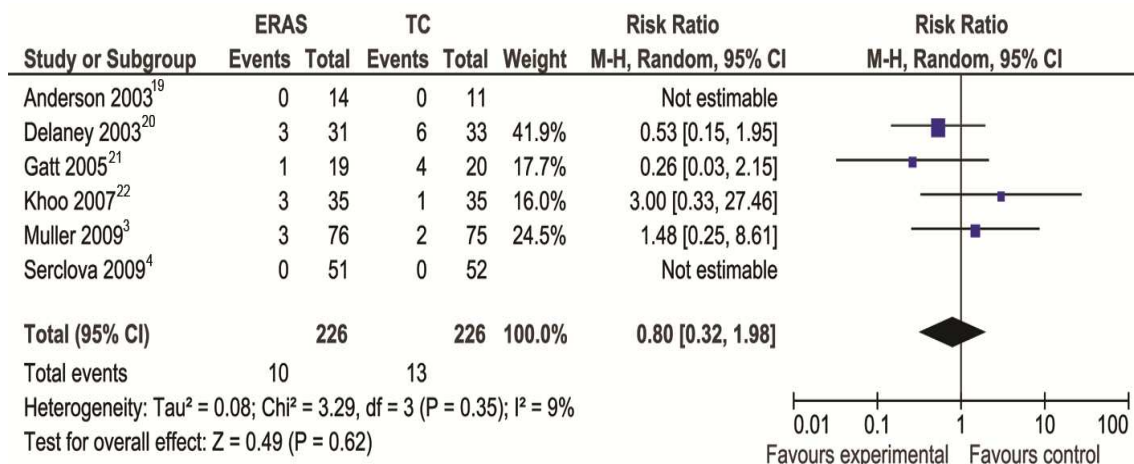 ERAS TC Risk Ratio Risk Ratio
Study or Subgroup Events Total Events Total Weight M-H, Random, 95% CI M-H, Random, 95% CI
Anderson 2003¹⁹ 0 14 0 11 Not estimable
Delaney 2003²⁰ 3 31 6 33 41.9% 0.53 [0.15, 1.95]
Gatt 2005²¹ 1 19 4 20 17.7% 0.26 [0.03, 2.15]
Khoo 2007²² 3 35 1 35 16.0% 3.00 [0.33, 27.46]
Muller 2009³ 3 76 2 75 24.5% 1.48 [0.25, 8.61]
Serclova 2009⁴ 0 51 0 52 Not estimable
Total (95% CI) 226 226 100.0% 0.80 [0.32, 1.98]
Total events 10 13
Heterogeneity: Tau² = 0.08; Chi² = 3.29, df = 3 (P = 0.35); I² = 9%
Test for overall effect: Z = 0.49 (P = 0.62)
0.01 0.1 1 10 100
Favours experimental Favours control